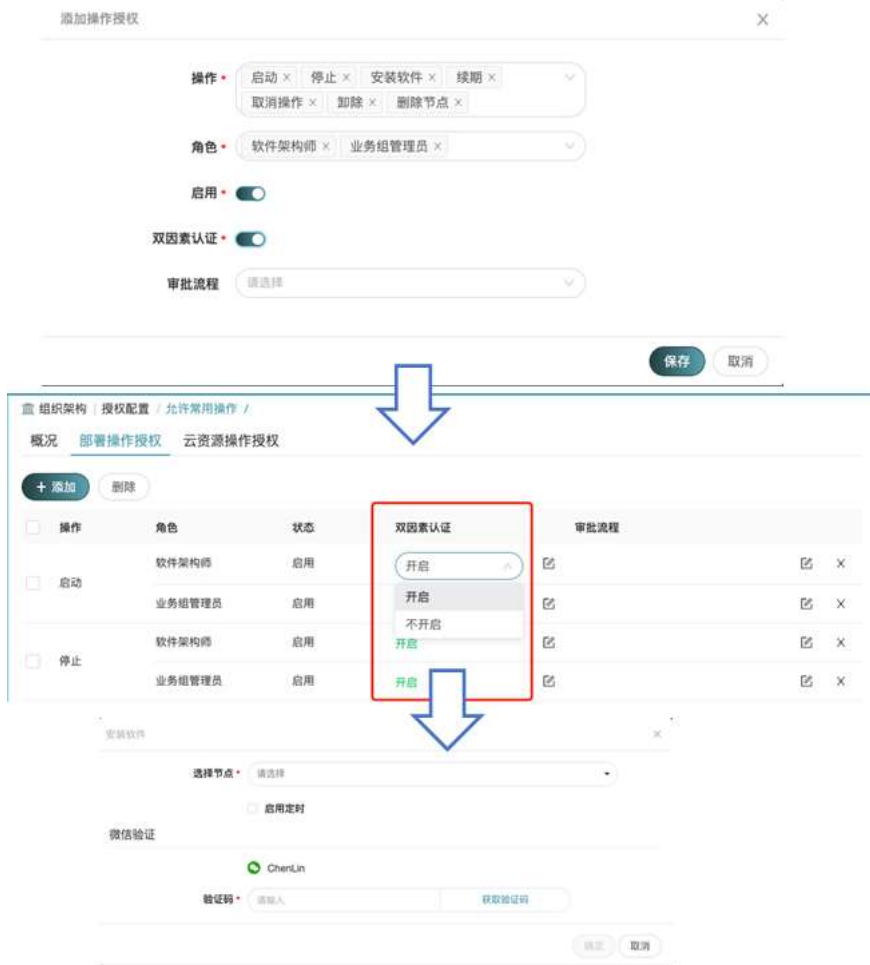 添加操作授权 ×
操作 * 启动 × 停止 × 安装软件 × 续期 ×
取消操作 × 卸除 × 删除节点 ×
角色 * 软件架构师 × 业务组管理员 ×
启用 *
双因素认证 *
审批流程 请选择
保存 取消
组织架构 | 授权配置 / 允许常用操作 /
概况 部署操作授权 云资源操作授权
+ 添加 删除
操作 角色 状态 双因素认证 审批流程
启动 软件架构师 启用 开启
开启
业务组管理员 启用
不开启
停止 软件架构师 启用 开启
业务组管理员 启用 开启
安装软件 ×
选择节点 * 请选择
启用定时
微信验证
ChenLin
验证码 * 请输入 获取验证码
确定 取消